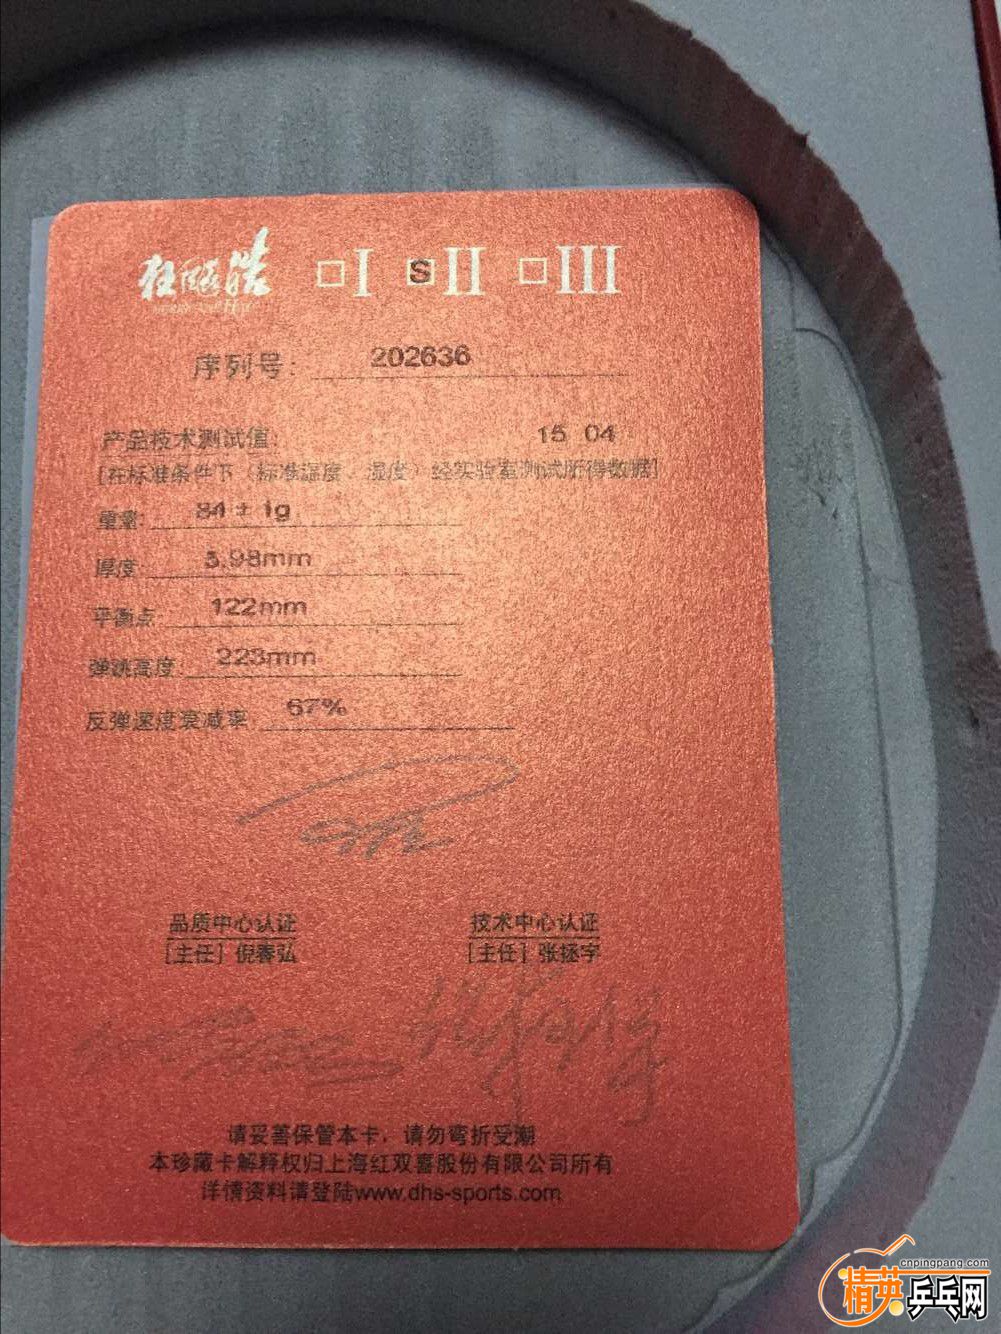 狂飚皓 □I SII □III
序列号: 202636
产品技术测试值: 15 04
[在标准条件下(标准温度、湿度)经实验室测试所得数据]
重量: 84±1g
厚度: 5.98mm
平衡点: 122mm
弹跳高度: 223mm
反弹速度衰减率: 67%
品质中心认证 技术中心认证
[主任] 倪春弘 [主任] 张拯宇
请妥善保管本卡,请勿弯折受潮
本珍藏卡解释权归上海红双喜股份有限公司所有
详情资料请登陆www.dhs-sports.com
cnpingpang.com
精英乒乓网